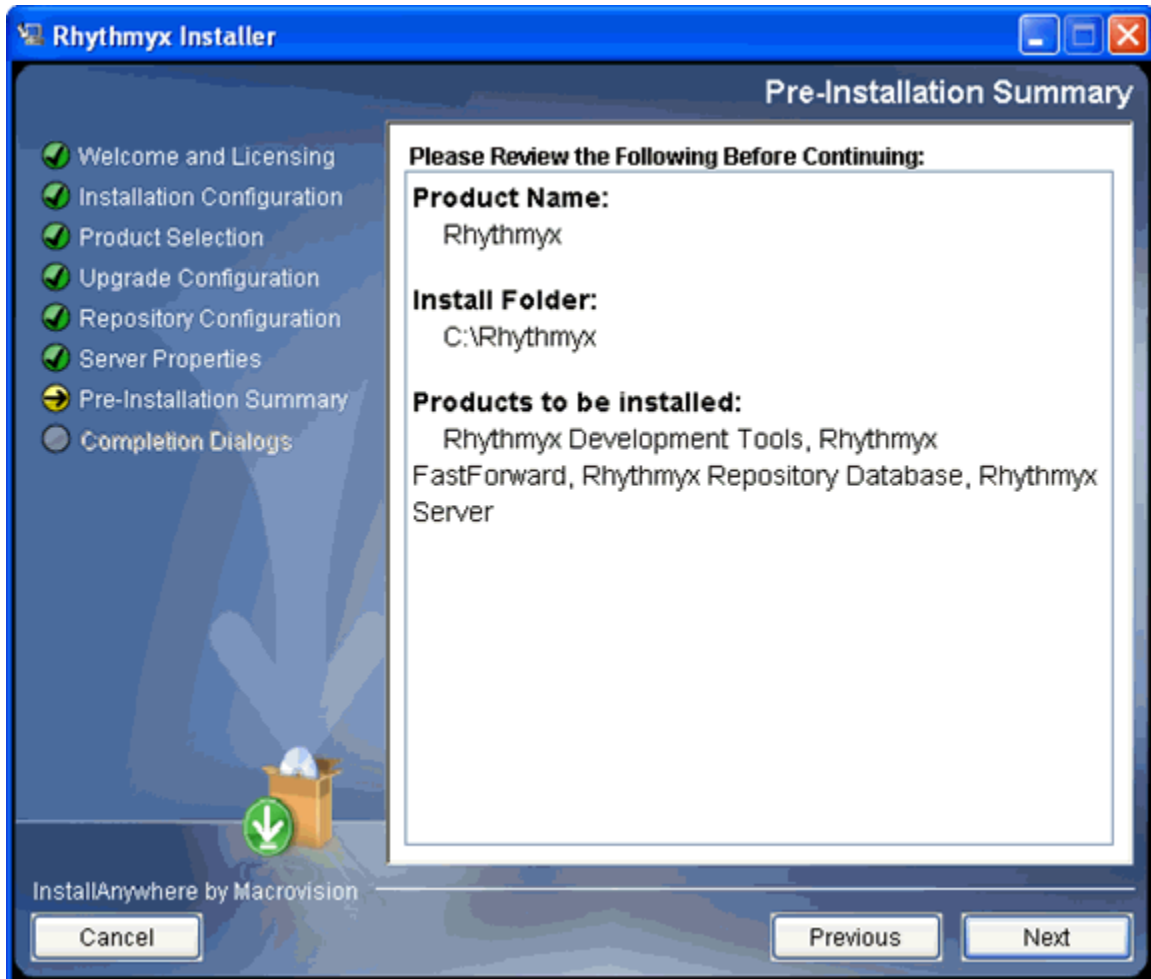 Rhythmyx Installer
Pre-Installation Summary
Welcome and Licensing
Installation Configuration
Product Selection
Upgrade Configuration
Repository Configuration
Server Properties
Pre-Installation Summary
Completion Dialogs
Please Review the Following Before Continuing:
Product Name:
Rhythmyx
Install Folder:
C:\Rhythmyx
Products to be installed:
Rhythmyx Development Tools, Rhythmyx
FastForward, Rhythmyx Repository Database, Rhythmyx
Server
InstallAnywhere by Macrovision
Cancel
Previous
Next